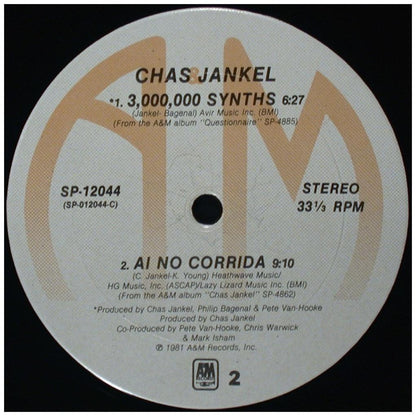 A&M
CHAS JANKEL
*1. 3,000,000 SYNTHS 6:27
(Jankel- Bagenal) Avir Music Inc. (BMI)
(From the A&M album "Questionnaire" SP-4885)
SP-12044
(SP-012044-C)
STEREO
33 1/3 RPM
2. AI NO CORRIDA 9:10
(C. Jankel-K. Young) Heathwave Music/
HG Music, Inc. (ASCAP)/Lazy Lizard Music Inc. (BMI)
(From the A&M album "Chas Jankel" SP-4862)
*Produced by Chas Jankel, Philip Bagenal & Pete Van-Hooke
Produced by Chas Jankel
Co-Produced by Pete Van-Hooke, Chris Warwick
& Mark Isham
℗ 1981 A&M Records, Inc.
A&M
RECORDS
2